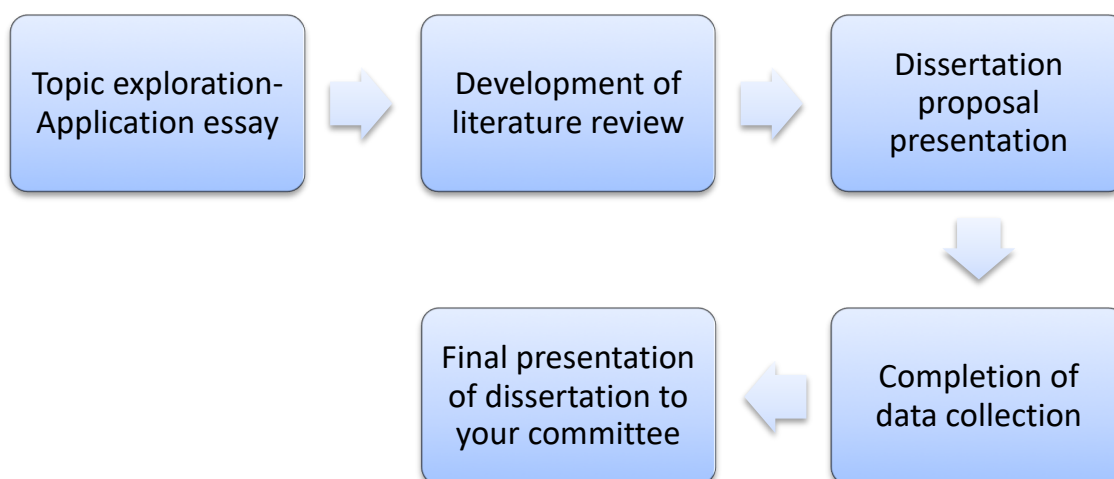 Topic exploration-
Application essay
Development of
literature review
Dissertation
proposal
presentation
Completion of
data collection
Final presentation
of dissertation to
your committee